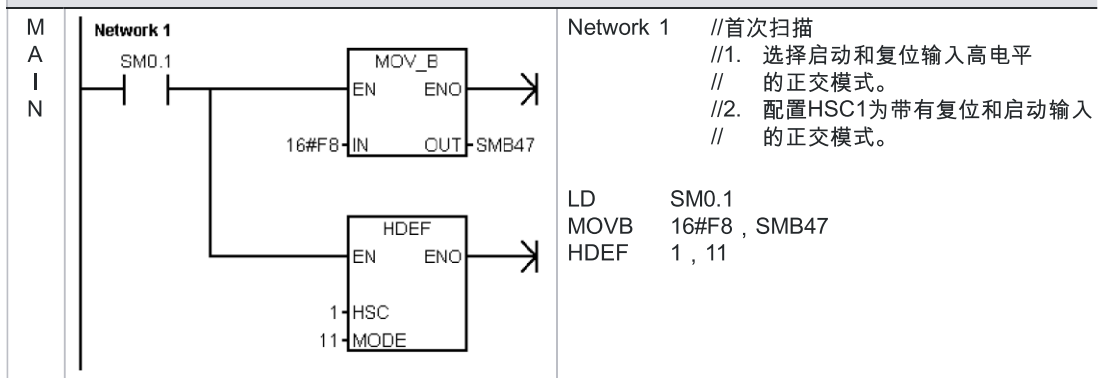 M
A
I
N
Network 1
SM0.1
MOV_B
EN ENO
16#F8 IN OUT SMB47
HDEF
EN ENO
1 HSC
11 MODE
Network 1 //首次扫描
//1. 选择启动和复位输入高电平
// 的正交模式。
//2. 配置HSC1为带有复位和启动输入
// 的正交模式。
LD SM0.1
MOVB 16#F8，SMB47
HDEF 1，11